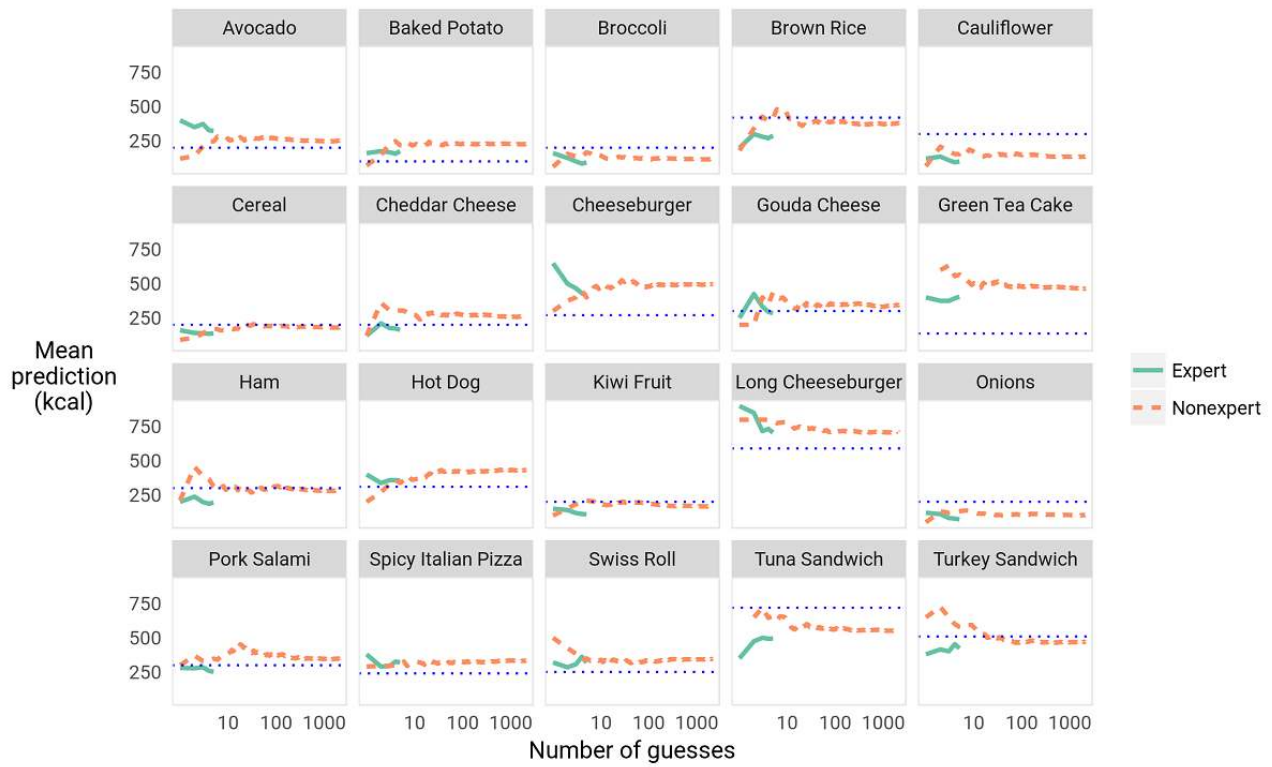 Avocado Baked Potato Broccoli Brown Rice Cauliflower
750
500
250
Cereal Cheddar Cheese Cheeseburger Gouda Cheese Green Tea Cake
750
500
250
Mean
prediction
(kcal)
Ham Hot Dog Kiwi Fruit Long Cheeseburger Onions
750
500
250
Expert
Nonexpert
Pork Salami Spicy Italian Pizza Swiss Roll Tuna Sandwich Turkey Sandwich
750
500
250
10 100 1000 10 100 1000 10 100 1000 10 100 1000 10 100 1000
Number of guesses